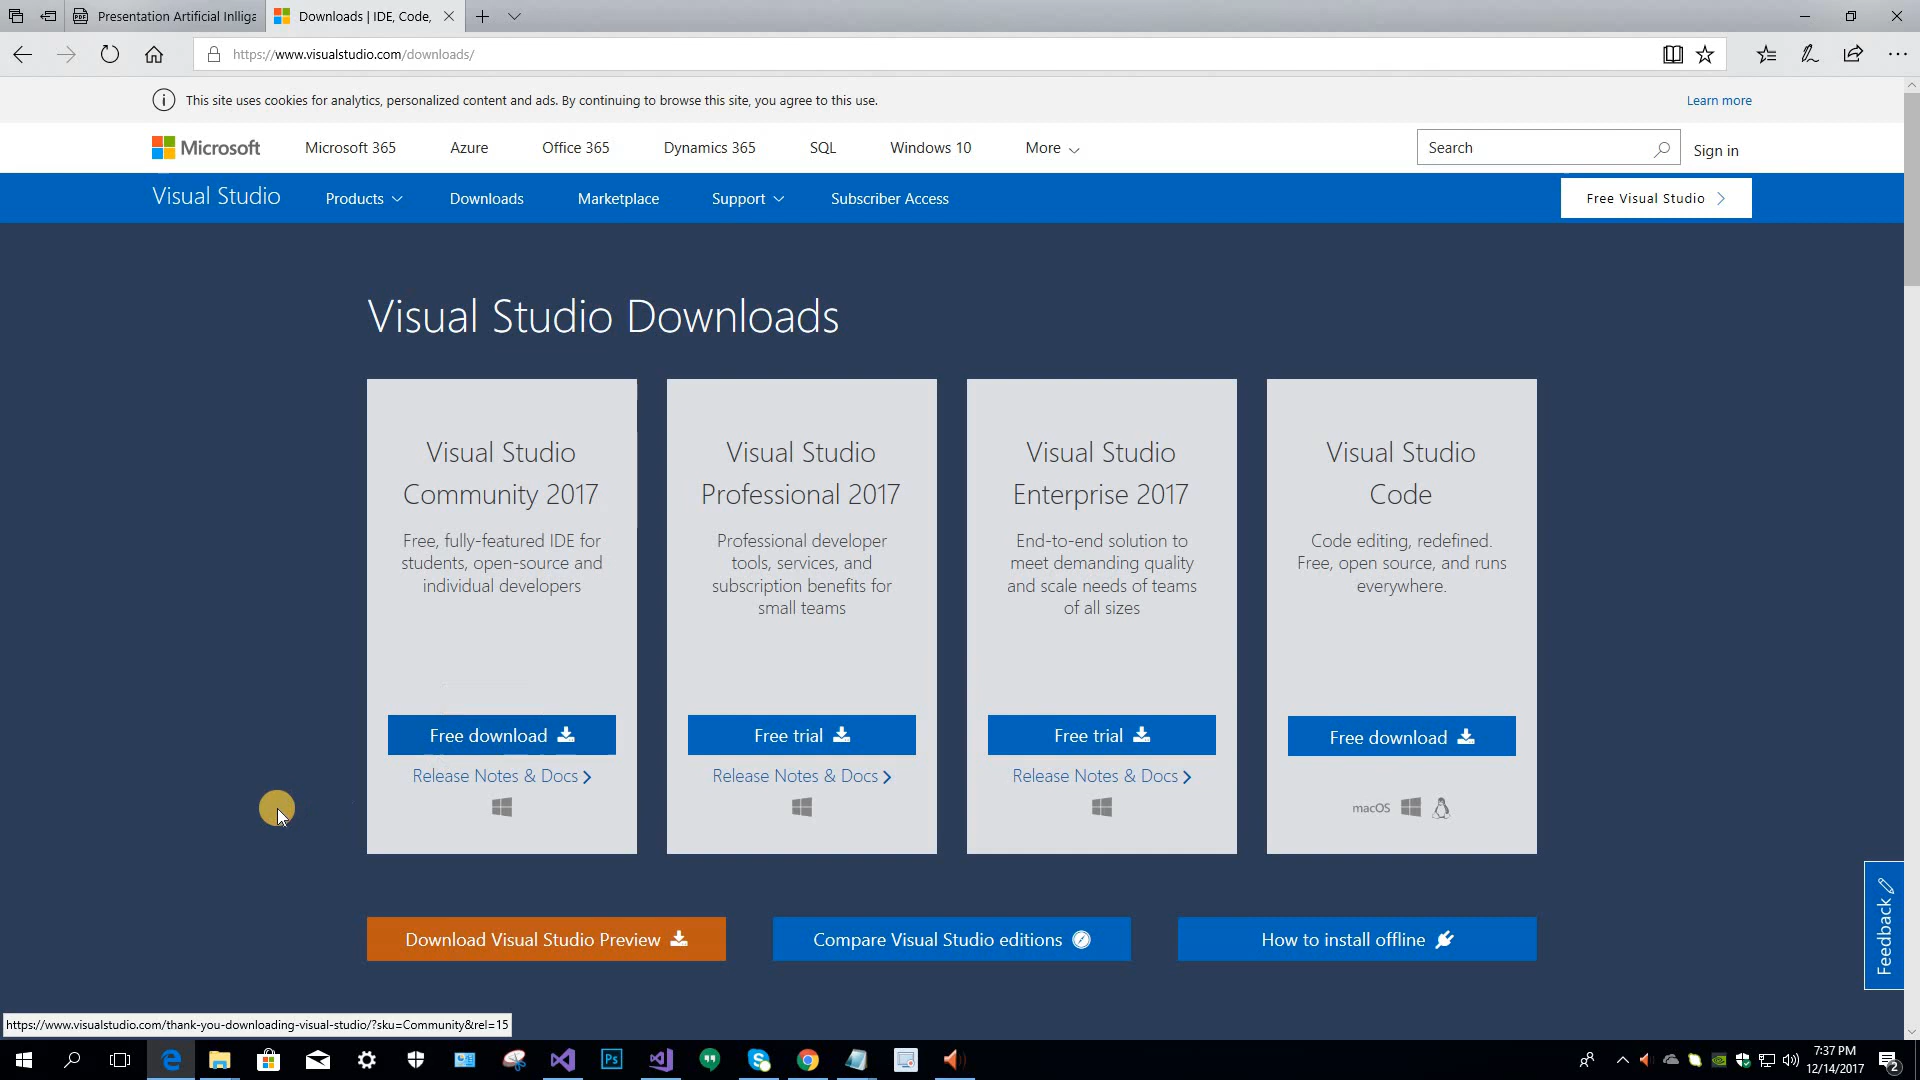 Presentation Artificial Inlliga
Downloads | IDE, Code,
https://www.visualstudio.com/downloads/
This site uses cookies for analytics, personalized content and ads. By continuing to browse this site, you agree to this use.
Learn more
Microsoft
Microsoft 365
Azure
Office 365
Dynamics 365
SQL
Windows 10
More
Search
Sign in
Visual Studio
Products
Downloads
Marketplace
Support
Subscriber Access
Free Visual Studio
Visual Studio Downloads
Visual Studio
Community 2017
Free, fully-featured IDE for
students, open-source and
individual developers
Free download
Release Notes & Docs
Visual Studio
Professional 2017
Professional developer
tools, services, and
subscription benefits for
small teams
Free trial
Release Notes & Docs
Visual Studio
Enterprise 2017
End-to-end solution to
meet demanding quality
and scale needs of teams
of all sizes
Free trial
Release Notes & Docs
Visual Studio
Code
Code editing, redefined.
Free, open source, and runs
everywhere.
Free download
macOS
Download Visual Studio Preview
Compare Visual Studio editions
How to install offline
Feedback
https://www.visualstudio.com/thank-you-downloading-visual-studio/?sku=Community&rel=15
Ps
7:37 PM
12/14/2017
2